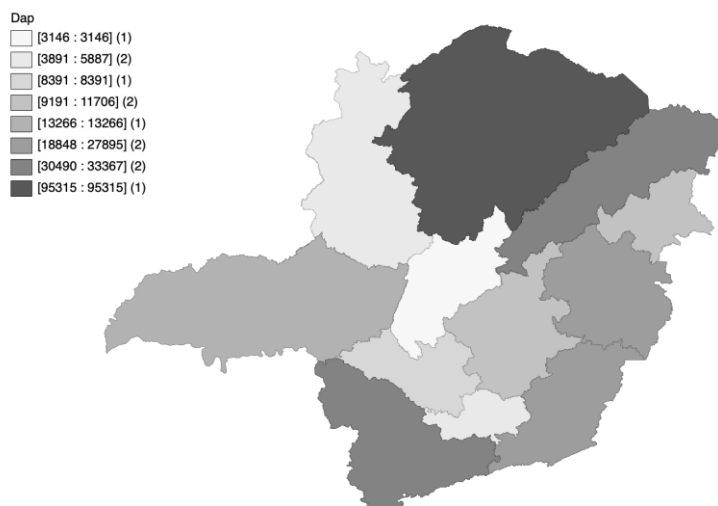 Dap
[3146 : 3146] (1)
[3891 : 5887] (2)
[8391 : 8391] (1)
[9191 : 11706] (2)
[13266 : 13266] (1)
[18848 : 27895] (2)
[30490 : 33367] (2)
[95315 : 95315] (1)